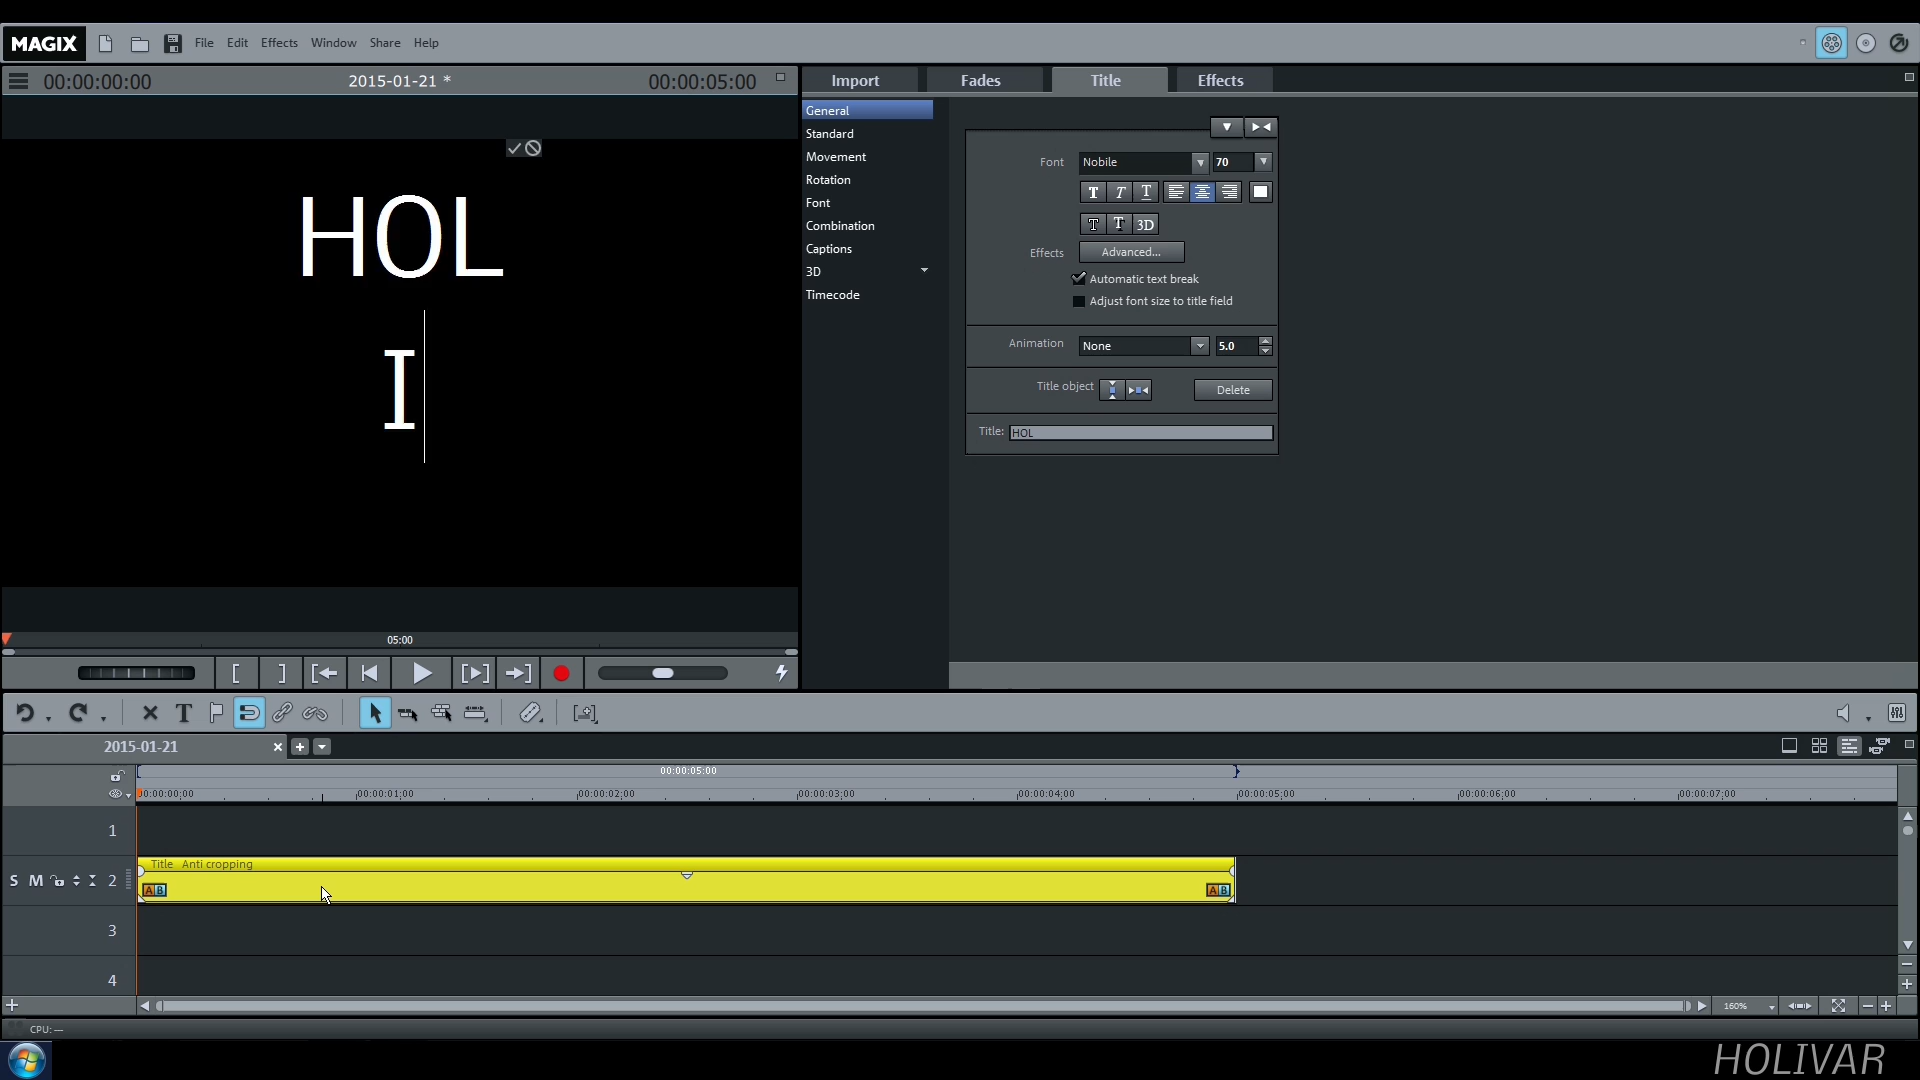 MAGIX File Edit Effects Window Share Help
00:00:00:00 2015-01-21 * 00:00:05:00
Import Fades Title Effects
HOL
I
05:00
General
Standard
Movement
Rotation
Font
Combination
Captions
3D
Timecode
Font Nobile 70
T T T
T T 3D
Effects Advanced...
Automatic text break
Adjust font size to title field
Animation None 5.0
Title object Delete
Title: HOL
[ ]
T
2015-01-21
00:00:05:00
00:00:00:00 00:00:01:00 00:00:02:00 00:00:03:00 00:00:04:00 00:00:05:00 00:00:06:00 00:00:07:00
1
Title Anti cropping
S M 2
AB AB
3
4
160%
CPU: ---
HOLIVAR